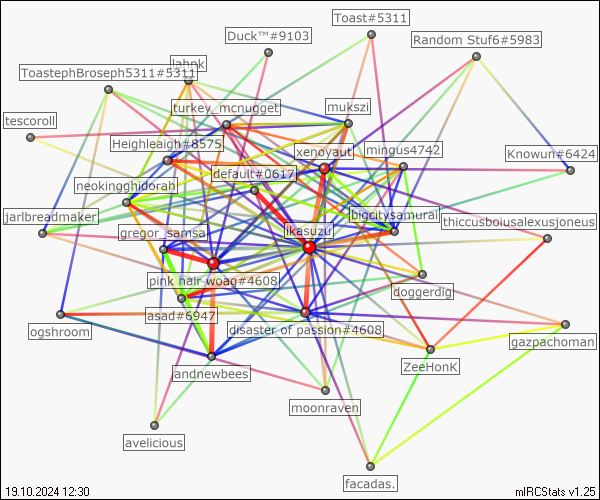 Toast#5311
Duck™#9103
Random Stuf6#5983
lahnk
ToastephBroseph5311#5311
turkey_mcnugget
mukszi
tescoroll
Heighleaigh#8575
xenoyaut
mingus4742
Knowun#6424
default#0617
neokingghidorah
jarlbreadmaker
bigcitysamurai
thiccusboiusalexusjoneus
gregor_samsa
ikasuzu
pink hair woag#4608
doggerdig
asad#6947
disaster of passion#4608
ogshroom
gazpachoman
andnewbees
ZeeHonK
moonraven
avelicious
facadas.
19.10.2024 12:30
mIRCStats v1.25